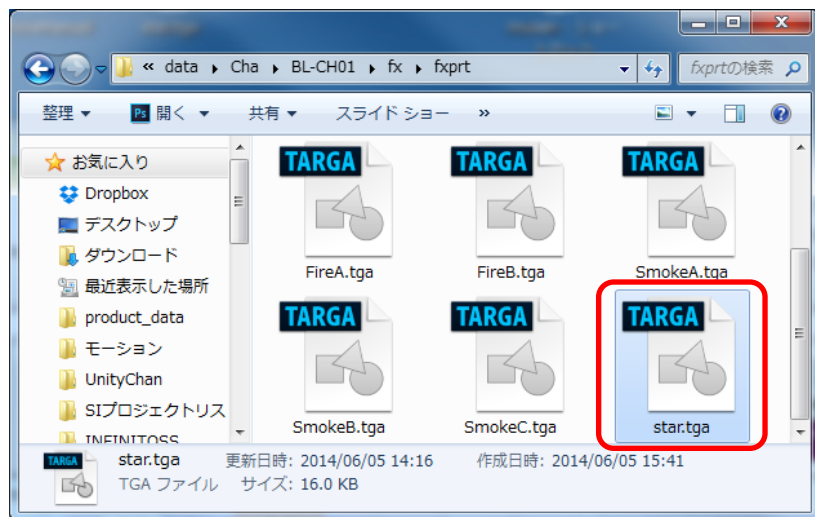 « data ▸ Cha ▸ BL-CH01 ▸ fx ▸ fxprt
fxprtの検索
整理 ▼ Ps 開く ▼ 共有 ▼ スライド ショー »
お気に入り
Dropbox
デスクトップ
ダウンロード
最近表示した場所
product_data
モーション
UnityChan
SIプロジェクトリス
INFINITOSS
TARGA
TARGA
TARGA
FireA.tga
FireB.tga
SmokeA.tga
TARGA
TARGA
TARGA
SmokeB.tga
SmokeC.tga
star.tga
TARGA
star.tga 更新日時: 2014/06/05 14:16 作成日時: 2014/06/05 15:41
TGA ファイル サイズ: 16.0 KB